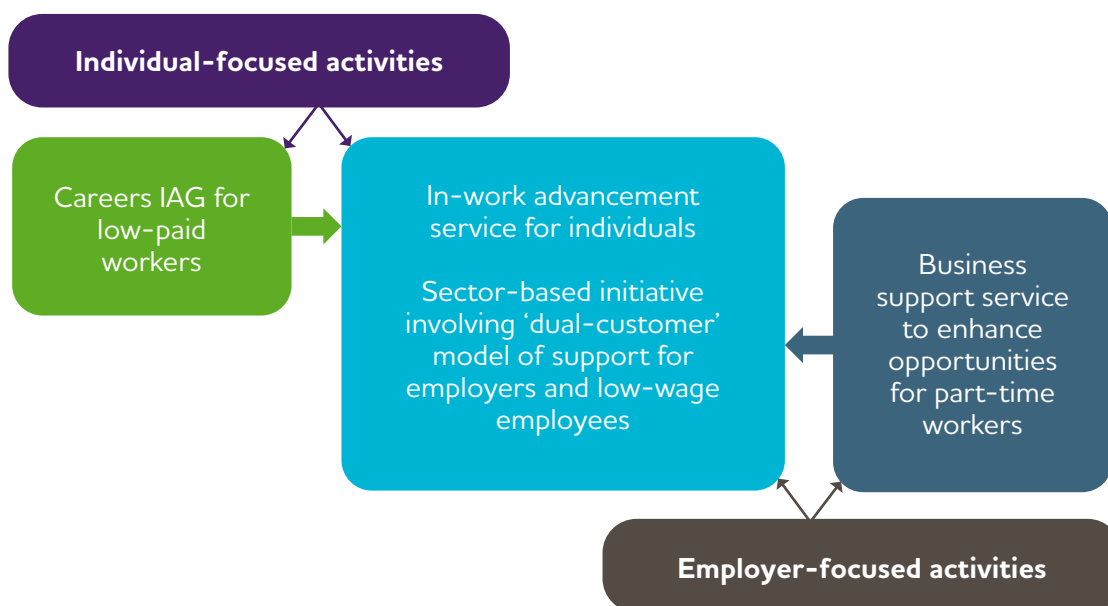 Individual-focused activities
Careers IAG for
low-paid
workers
In-work advancement
service for individuals
Sector-based initiative
involving ‘dual-customer’
model of support for
employers and low-wage
employees
Business
support service
to enhance
opportunities
for part-time
workers
Employer-focused activities